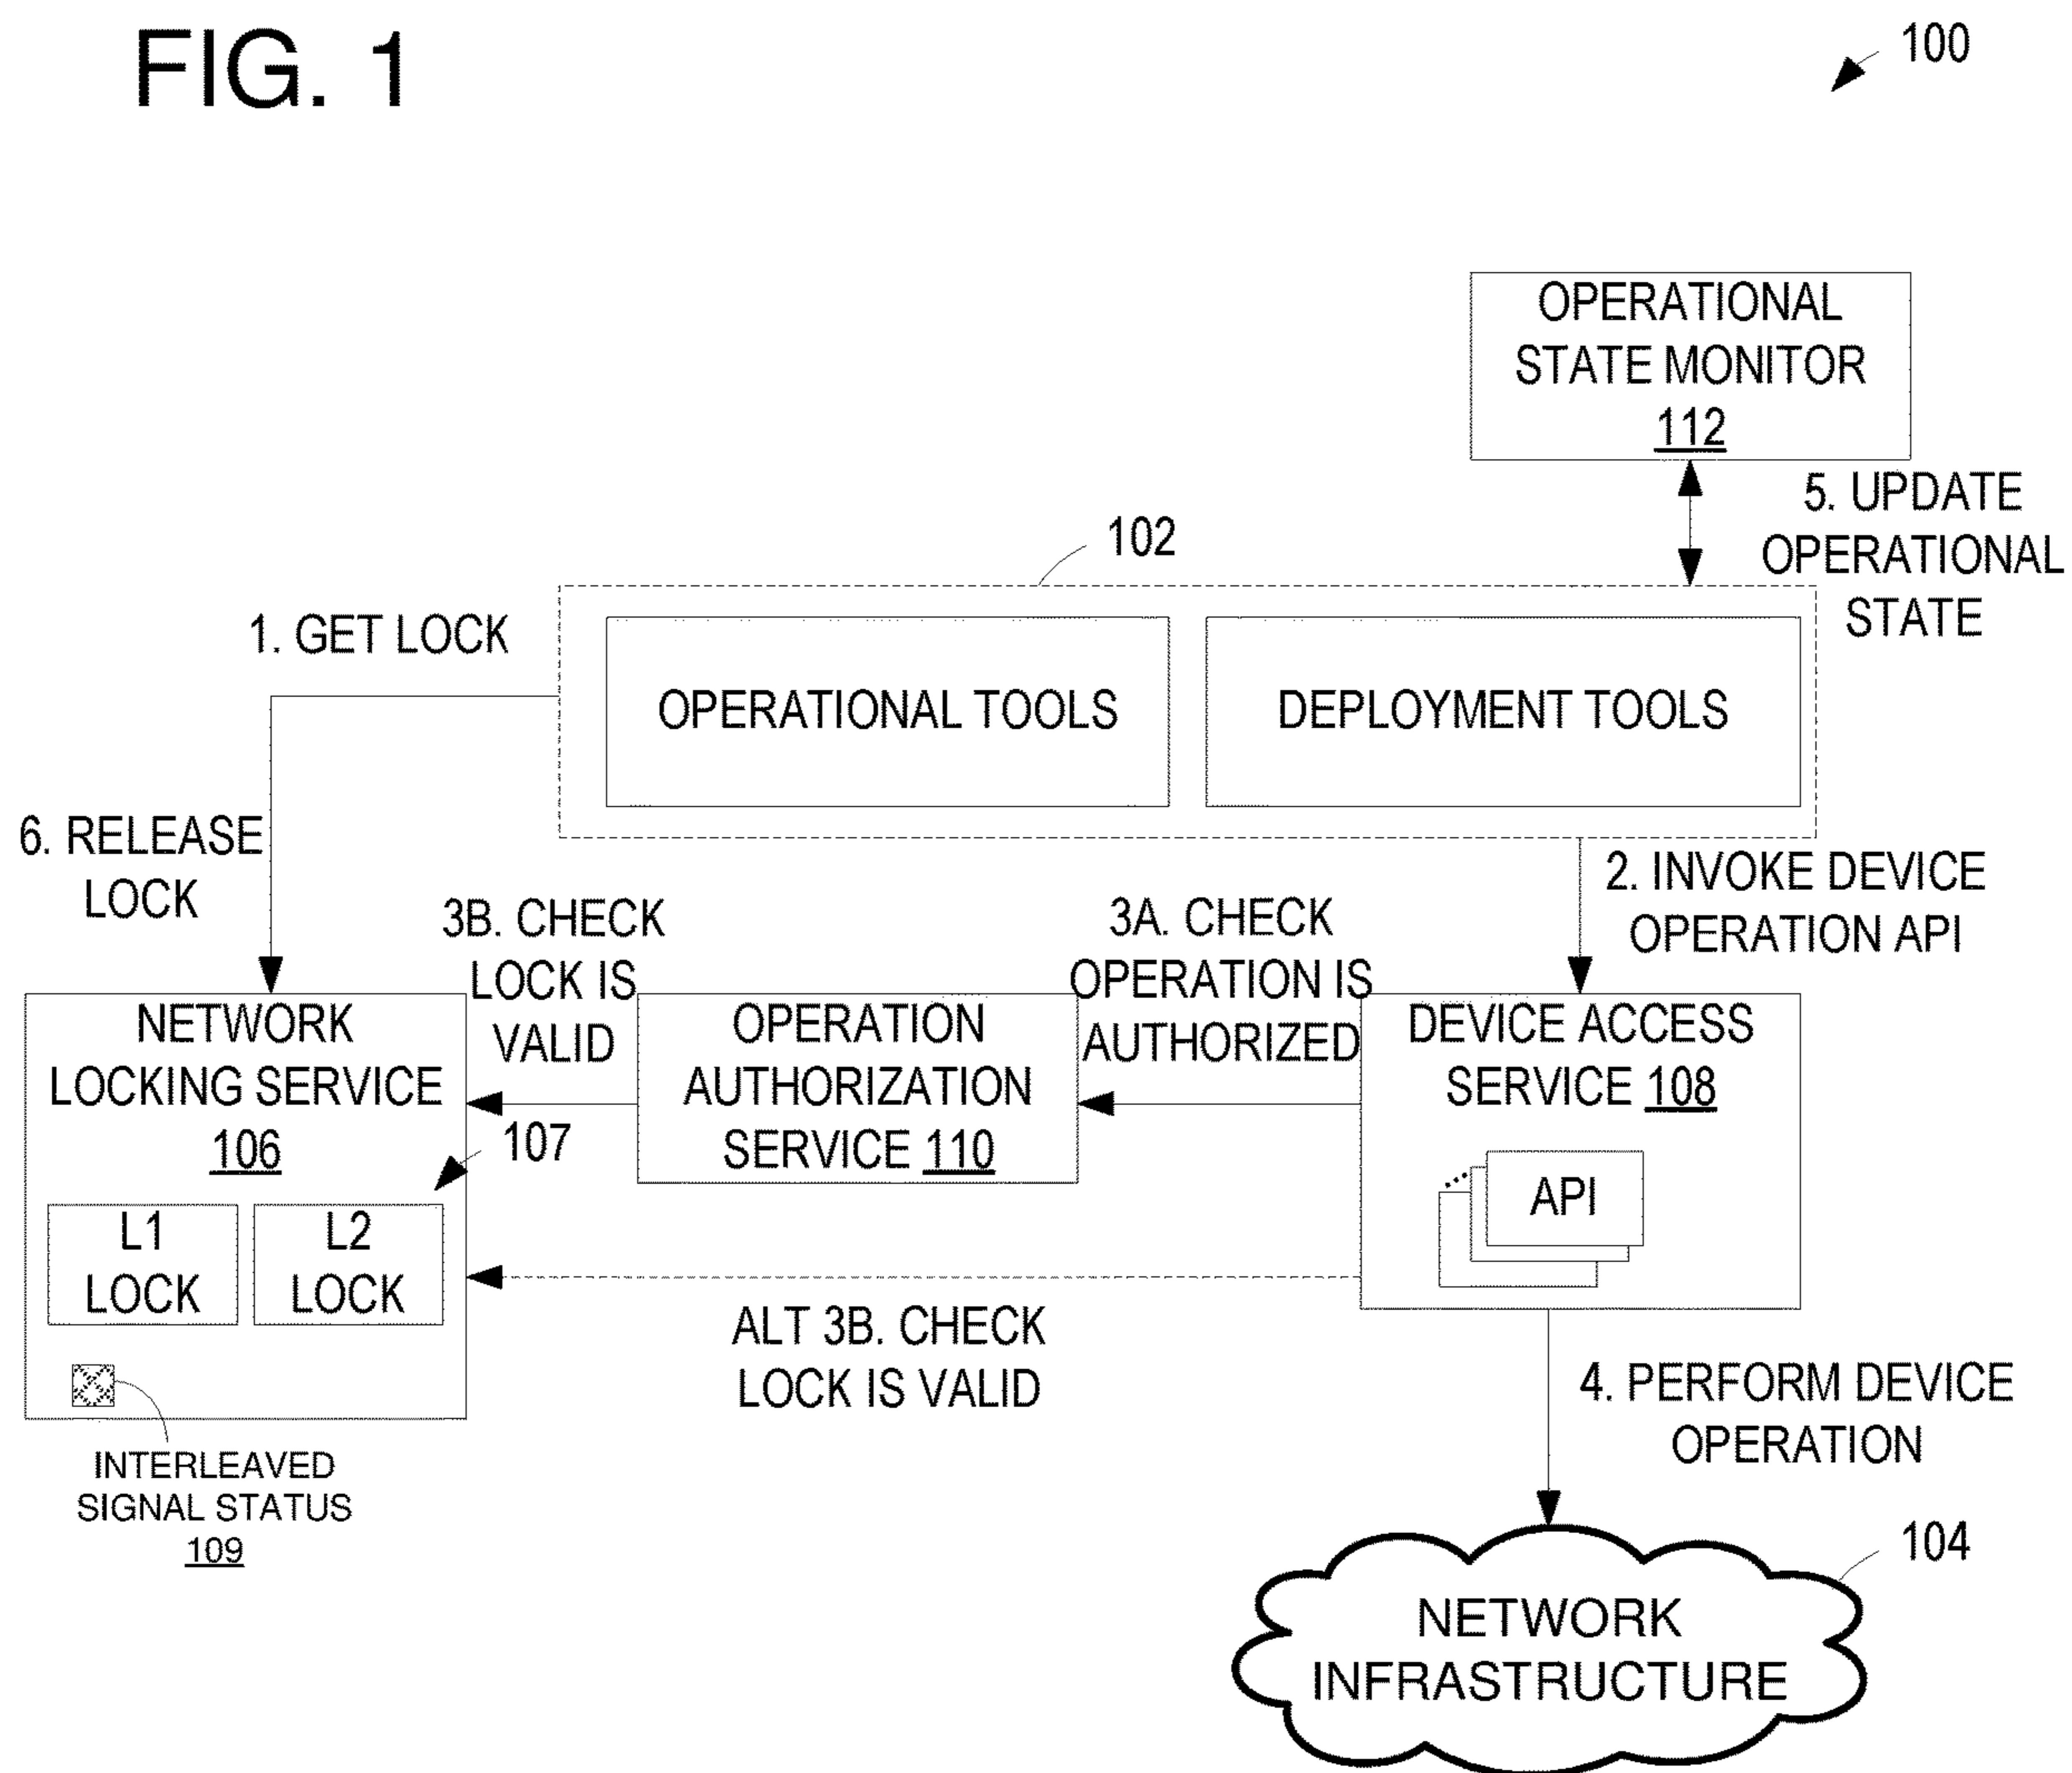 FIG. 1
100
OPERATIONAL
STATE MONITOR
112
5. UPDATE
OPERATIONAL
STATE
102
1. GET LOCK
OPERATIONAL TOOLS
DEPLOYMENT TOOLS
6. RELEASE
LOCK
2. INVOKE DEVICE
OPERATION API
3B. CHECK
LOCK IS
VALID
3A. CHECK
OPERATION IS
AUTHORIZED
NETWORK
LOCKING SERVICE
106
107
OPERATION
AUTHORIZATION
SERVICE 110
DEVICE ACCESS
SERVICE 108
API
L1
LOCK
L2
LOCK
ALT 3B. CHECK
LOCK IS VALID
4. PERFORM DEVICE
OPERATION
INTERLEAVED
SIGNAL STATUS
109
104
NETWORK
INFRASTRUCTURE